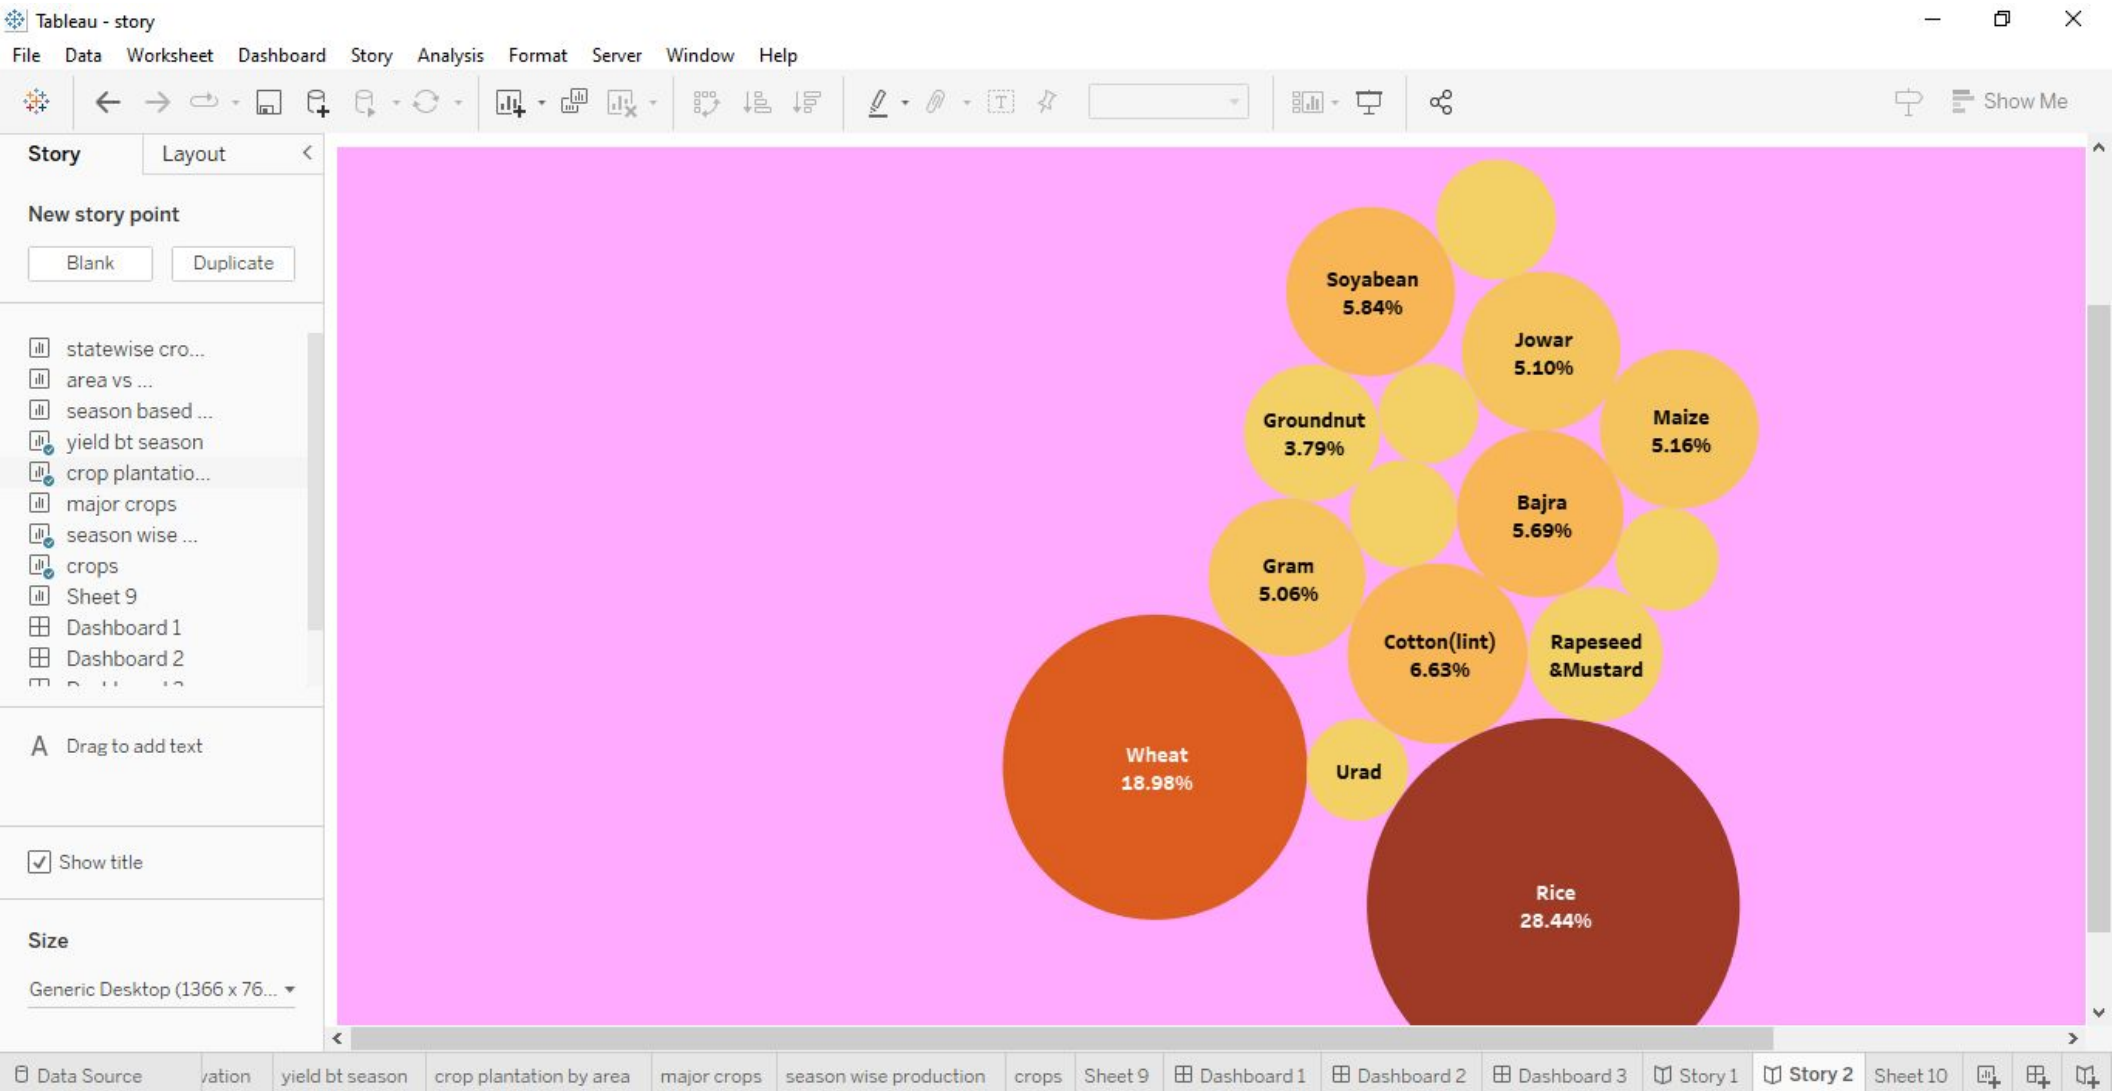 Tableau - story
File Data Worksheet Dashboard Story Analysis Format Server Window Help
Show Me
Story Layout
New story point
Blank Duplicate
statewise cro...
area vs ...
season based ...
yield bt season
crop plantatio...
major crops
season wise ...
crops
Sheet 9
Dashboard 1
Dashboard 2
A Drag to add text
Show title
Size
Generic Desktop (1366 x 76...
Soyabean
5.84%
Jowar
5.10%
Groundnut
3.79%
Maize
5.16%
Bajra
5.69%
Gram
5.06%
Cotton(lint)
6.63%
Rapeseed
&Mustard
Wheat
18.98%
Urad
Rice
28.44%
Data Source vation yield bt season crop plantation by area major crops season wise production crops Sheet 9 Dashboard 1 Dashboard 2 Dashboard 3 Story 1 Story 2 Sheet 10